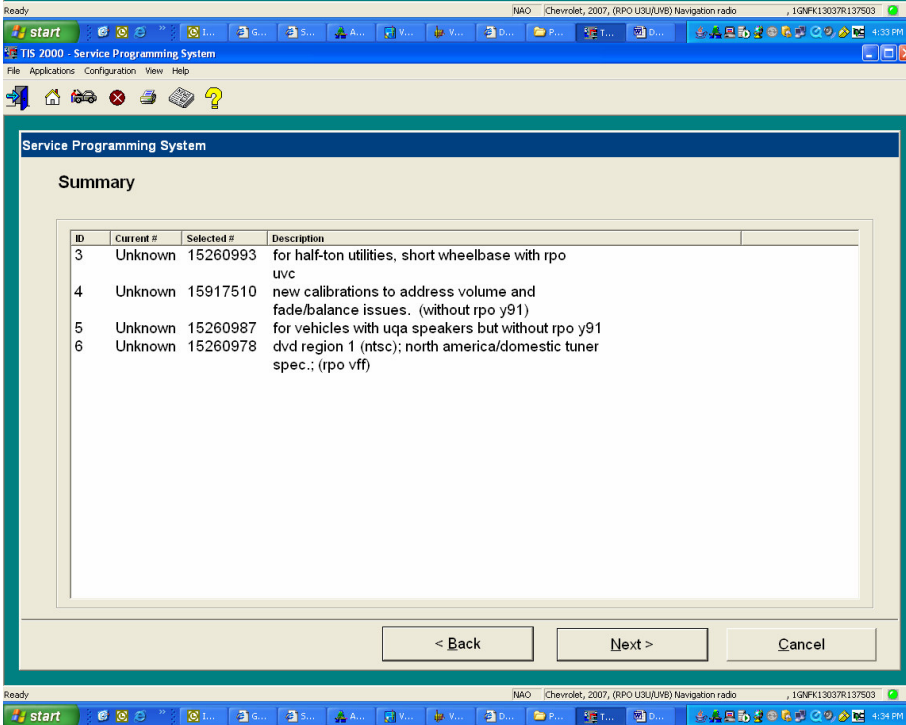 Ready NAO Chevrolet, 2007, (RPO U3U/UVB) Navigation radio , 1GNFK13037R137503
start I... G... S... A... V... V... D... P... T... D... 4:33 PM
TIS 2000 - Service Programming System
File Applications Configuration View Help
Service Programming System
Summary
ID Current # Selected # Description
3 Unknown 15260993 for half-ton utilities, short wheelbase with rpo
uvc
4 Unknown 15917510 new calibrations to address volume and
fade/balance issues. (without rpo y91)
5 Unknown 15260987 for vehicles with uqa speakers but without rpo y91
6 Unknown 15260978 dvd region 1 (ntsc); north america/domestic tuner
spec.; (rpo vff)
< Back Next > Cancel
Ready NAO Chevrolet, 2007, (RPO U3U/UVB) Navigation radio , 1GNFK13037R137503
start I... G... S... A... V... V... D... P... T... D... 4:34 PM